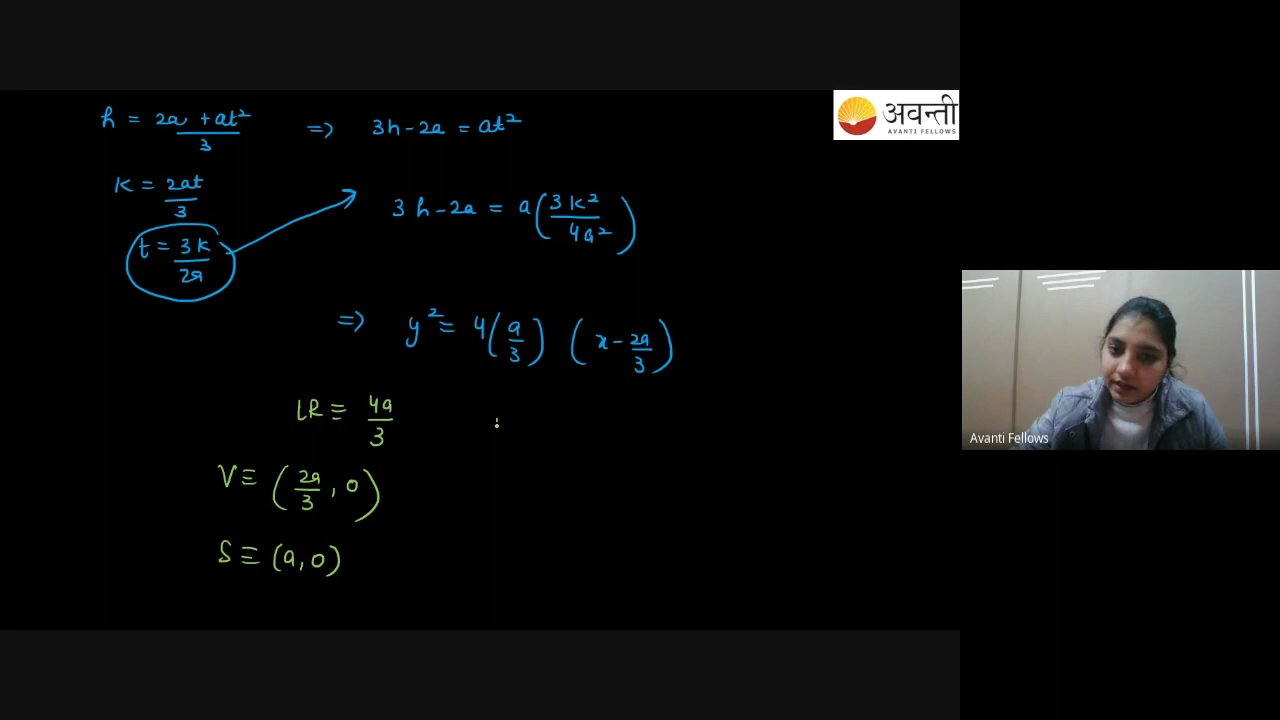 h = (2a + at²)/3 => 3h - 2a = at²
k = 2at/3
t = 3k/2a
3h - 2a = a(3k²/4a²)
=> y² = 4(a/3) (x - 2a/3)
LR ≡ 4a/3
V ≡ (2a/3, 0)
S ≡ (a, 0)
अवन्ती
AVANTI FELLOWS
Avanti Fellows